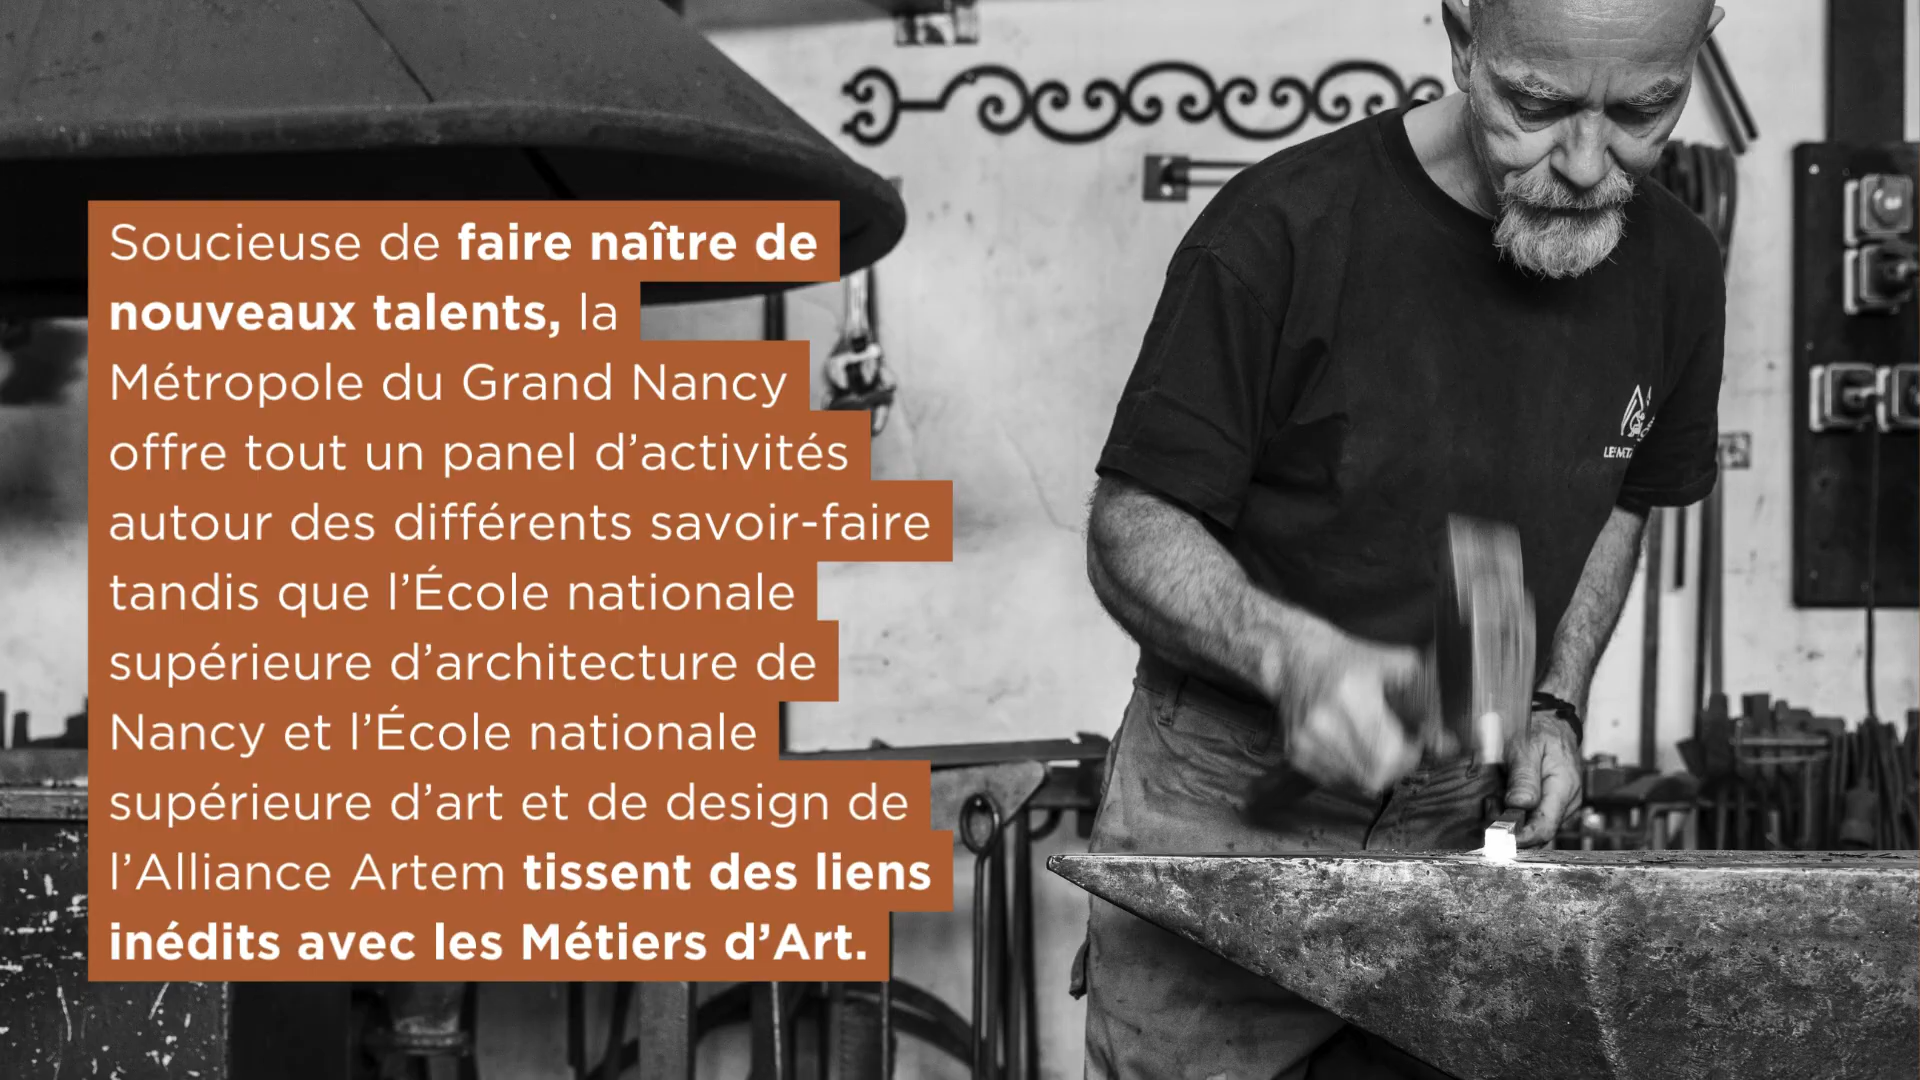 Soucieuse de faire naître de
nouveaux talents, la
Métropole du Grand Nancy
offre tout un panel d’activités
autour des différents savoir-faire
tandis que l’École nationale
supérieure d’architecture de
Nancy et l’École nationale
supérieure d’art et de design de
l’Alliance Artem tissent des liens
inédits avec les Métiers d’Art.